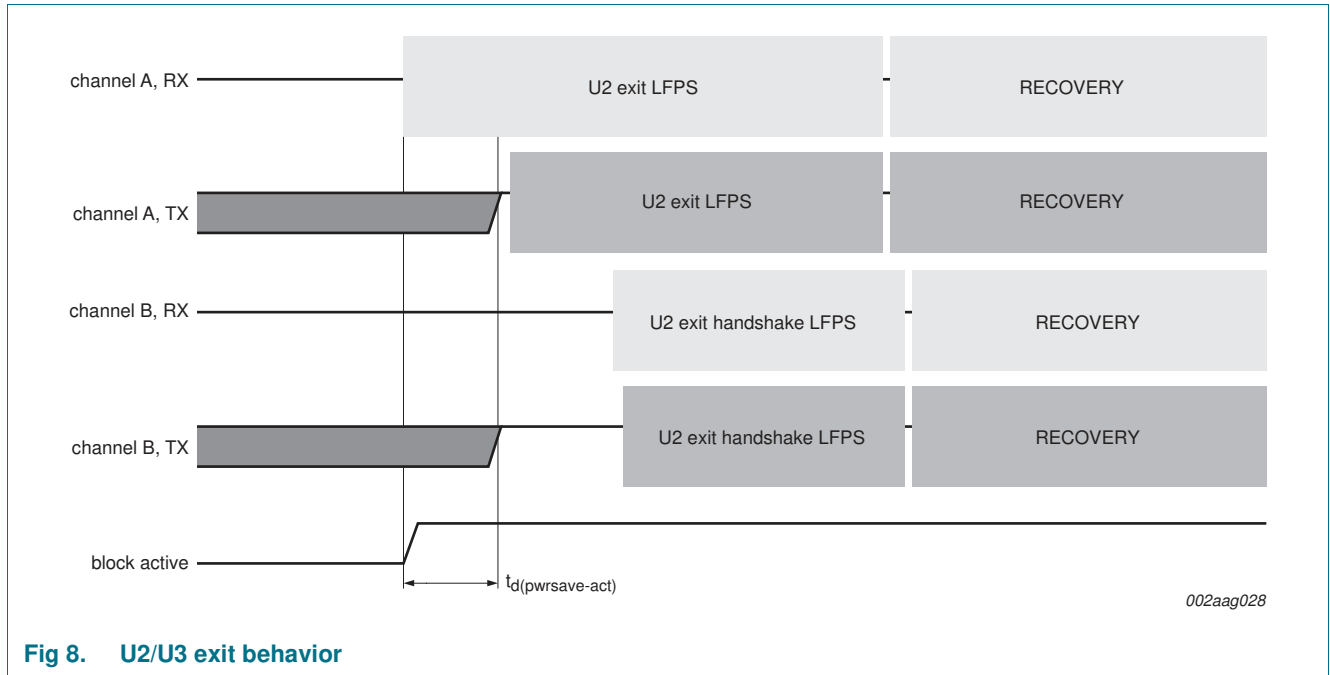 channel A, RX
U2 exit LFPS
RECOVERY
channel A, TX
U2 exit LFPS
RECOVERY
channel B, RX
U2 exit handshake LFPS
RECOVERY
channel B, TX
U2 exit handshake LFPS
RECOVERY
block active
td(pwrsave-act)
002aag028
Fig 8. U2/U3 exit behavior